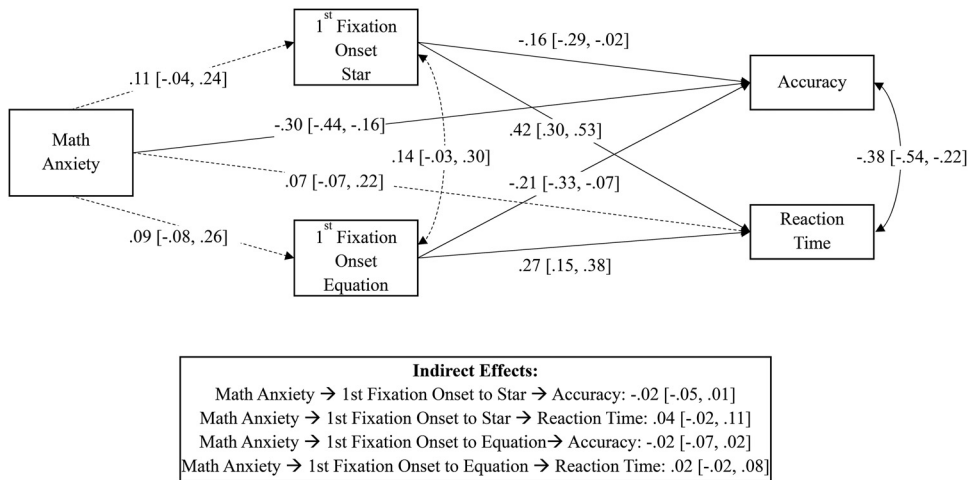 1st Fixation
Onset
Star
-.16 [-.29, -.02]
.11 [-.04, .24]
Accuracy
Math
Anxiety
-.30 [-.44, -.16]
.42 [.30, .53]
.14 [-.03, .30]
-.38 [-.54, -.22]
.07 [-.07, .22]
-.21 [-.33, -.07]
.09 [-.08, .26]
1st Fixation
Onset
Equation
Reaction
Time
.27 [.15, .38]
Indirect Effects:
Math Anxiety → 1st Fixation Onset to Star → Accuracy: -.02 [-.05, .01]
Math Anxiety → 1st Fixation Onset to Star → Reaction Time: .04 [-.02, .11]
Math Anxiety → 1st Fixation Onset to Equation→ Accuracy: -.02 [-.07, .02]
Math Anxiety → 1st Fixation Onset to Equation → Reaction Time: .02 [-.02, .08]